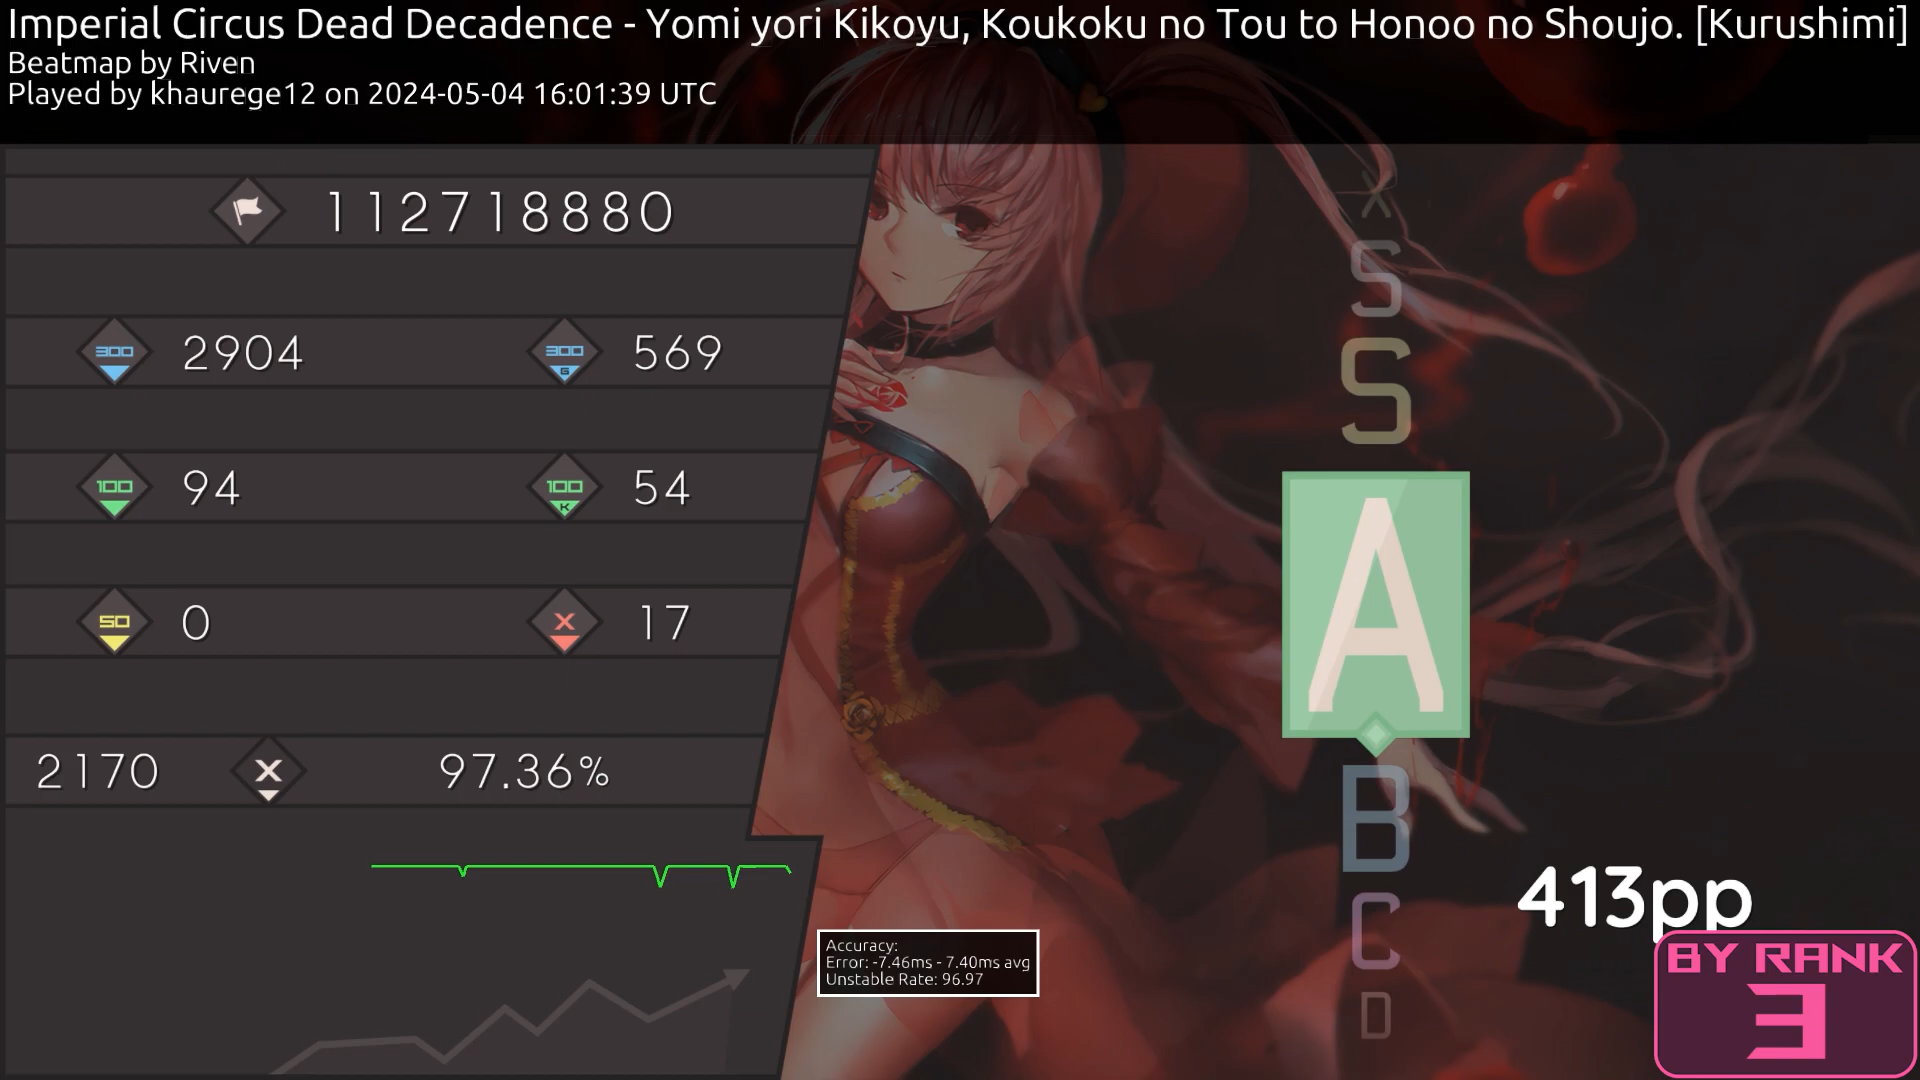 Imperial Circus Dead Decadence - Yomi yori Kikoyu, Koukoku no Tou to Honoo no Shoujo. [Kurushimi]
Beatmap by Riven
Played by khaurege12 on 2024-05-04 16:01:39 UTC
112718880
300 2904 300 G 569
100 94 100 K 54
50 0 X 17
2170 X 97.36%
Accuracy:
Error: -7.46ms - 7.40ms avg
Unstable Rate: 96.97
X
S
S
A
B
C
D
413pp
BY RANK
3